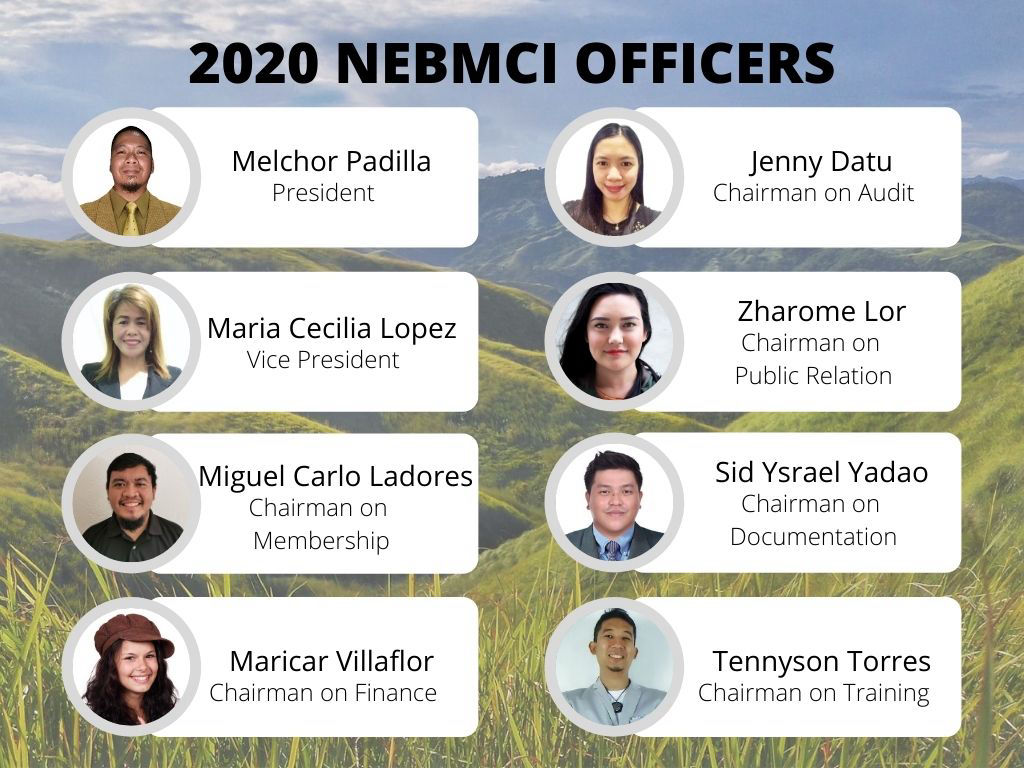 2020 NEBMCI OFFICERS
Melchor Padilla
President
Maria Cecilia Lopez
Vice President
Miguel Carlo Ladores
Chairman on
Membership
Maricar Villaflor
Chairman on Finance
Jenny Datu
Chairman on Audit
Zharome Lor
Chairman on
Public Relation
Sid Ysrael Yadao
Chairman on
Documentation
Tennyson Torres
Chairman on Training